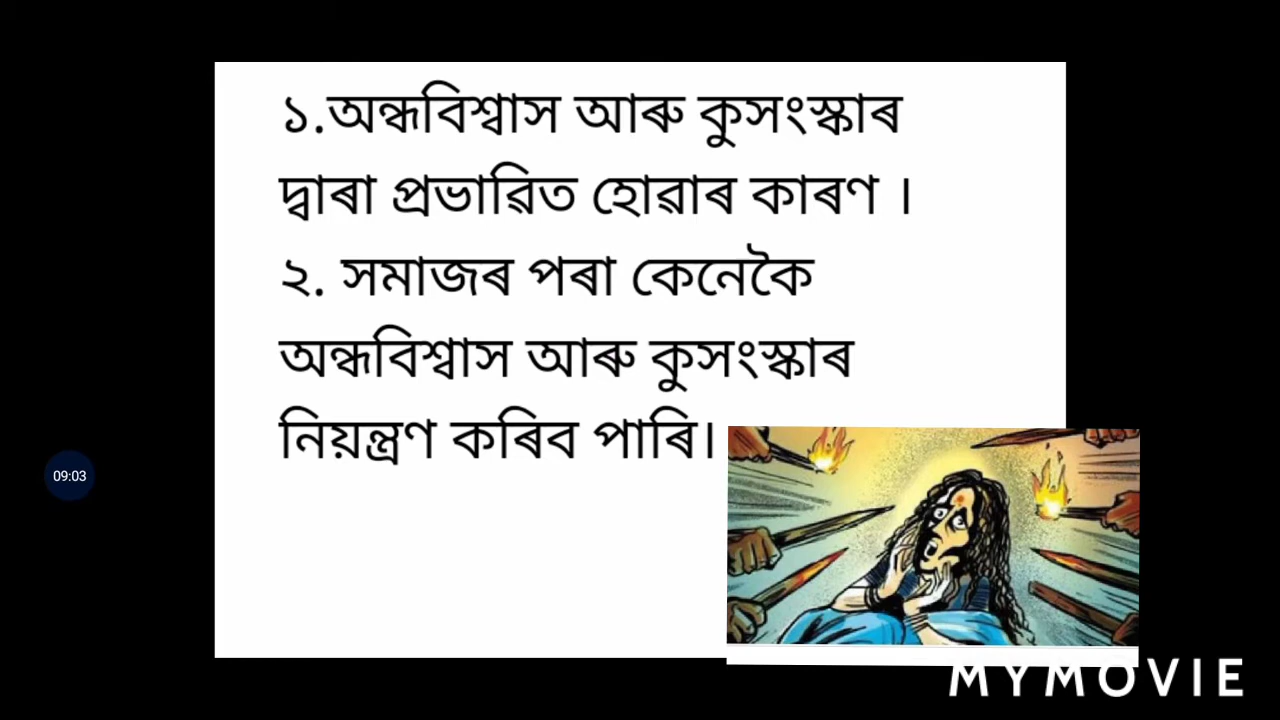 ১.অন্ধবিশ্বাস আৰু কুসংস্কাৰ
দ্বাৰা প্ৰভাৱিত হোৱাৰ কাৰণ ।
২. সমাজৰ পৰা কেনেকৈ
অন্ধবিশ্বাস আৰু কুসংস্কাৰ
নিয়ন্ত্ৰণ কৰিব পাৰি।
09:03
MYMOVIE